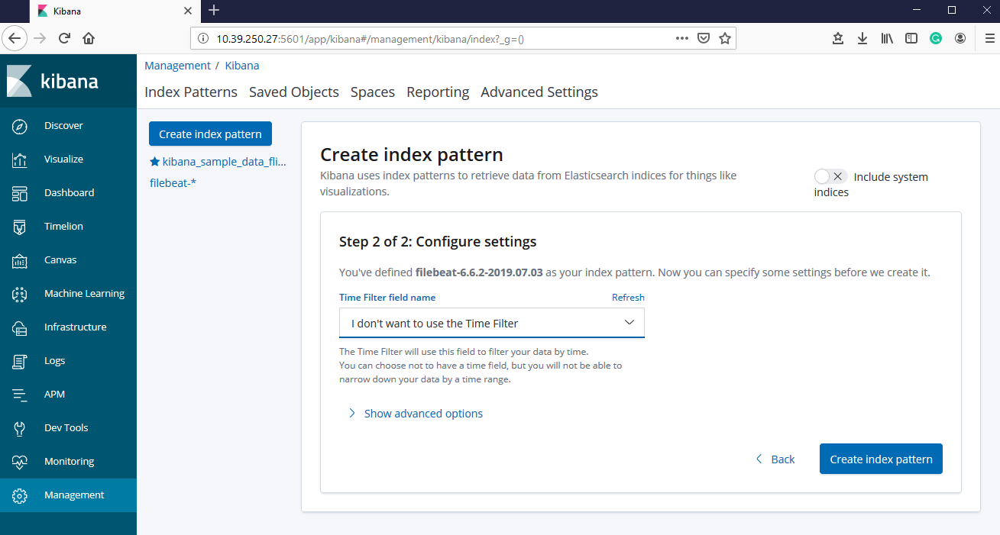 Kibana
10.39.250.27:5601/app/kibana#/management/kibana/index?_g=()
kibana
Discover
Visualize
Dashboard
Timelion
Canvas
Machine Learning
Infrastructure
Logs
APM
Dev Tools
Monitoring
Management
Management / Kibana
Index Patterns Saved Objects Spaces Reporting Advanced Settings
Create index pattern
kibana_sample_data_fli...
filebeat-*
Create index pattern
Kibana uses index patterns to retrieve data from Elasticsearch indices for things like
visualizations.
Include system
indices
Step 2 of 2: Configure settings
You've defined filebeat-6.6.2-2019.07.03 as your index pattern. Now you can specify some settings before we create it.
Time Filter field name Refresh
I don't want to use the Time Filter
The Time Filter will use this field to filter your data by time.
You can choose not to have a time field, but you will not be able to
narrow down your data by a time range.
Show advanced options
Back
Create index pattern